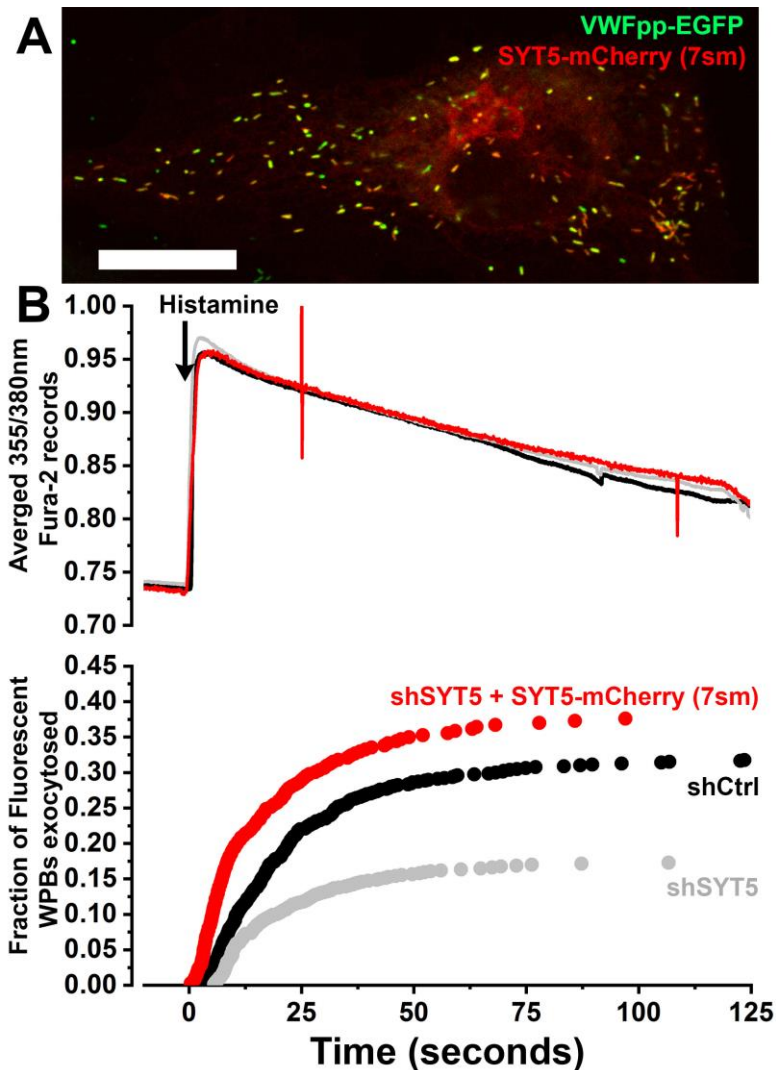 A
VWFpp-EGFP
SYT5-mCherry (7sm)
B
Histamine
1.00
0.95
0.90
0.85
0.80
0.75
0.70
Averged 355/380nm
Fura-2 records
0.45
0.40
0.35
0.30
0.25
0.20
0.15
0.10
0.05
0.00
Fraction of Fluorescent
WPBs exocytosed
shSYT5 + SYT5-mCherry (7sm)
shCtrl
shSYT5
0 25 50 75 100 125
Time (seconds)